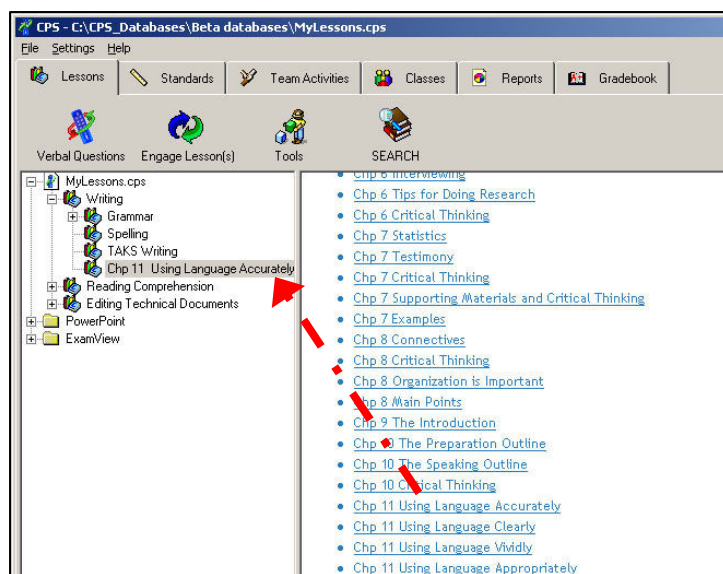 CPS - C:\CPS_Databases\Beta databases\MyLessons.cps
File Settings Help
Lessons Standards Team Activities Classes Reports Gradebook
Verbal Questions Engage Lesson(s) Tools SEARCH
MyLessons.cps
Writing
Grammar
Spelling
TAKS Writing
Chp 11 Using Language Accurately
Reading Comprehension
Editing Technical Documents
PowerPoint
ExamView
Chp 6 Interviewing
Chp 6 Tips for Doing Research
Chp 6 Critical Thinking
Chp 7 Statistics
Chp 7 Testimony
Chp 7 Critical Thinking
Chp 7 Supporting Materials and Critical Thinking
Chp 7 Examples
Chp 8 Connectives
Chp 8 Critical Thinking
Chp 8 Organization is Important
Chp 8 Main Points
Chp 9 The Introduction
Chp 10 The Preparation Outline
Chp 10 The Speaking Outline
Chp 10 Critical Thinking
Chp 11 Using Language Accurately
Chp 11 Using Language Clearly
Chp 11 Using Language Vividly
Chp 11 Using Language Appropriately